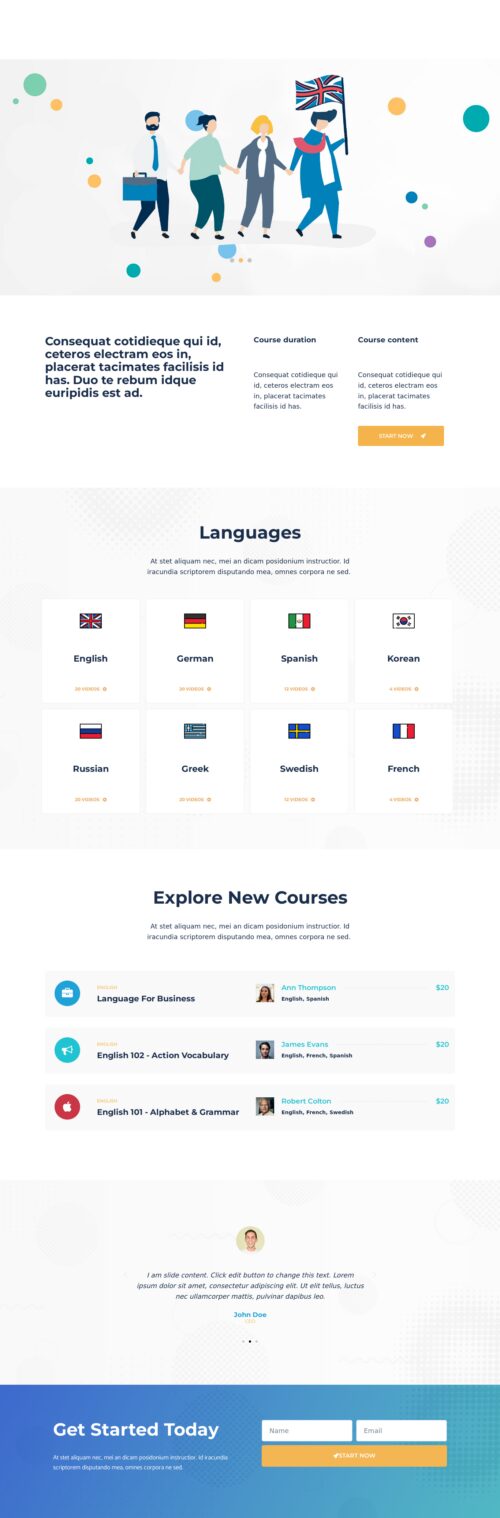 Consequat cotidieque qui id,
ceteros electram eos in,
placerat tacimates facilisis id
has. Duo te rebum idque
euripidis est ad.
Course duration
Consequat cotidieque qui
id, ceteros electram eos
in, placerat tacimates
facilisis id has.
Course content
Consequat cotidieque qui
id, ceteros electram eos
in, placerat tacimates
facilisis id has.
START NOW
Languages
At stet aliquam nec, mei an dicam posidonium instructior. Id
iracundia scriptorem disputando mea, omnes corpora ne sed.
English
20 VIDEOS
German
20 VIDEOS
Spanish
12 VIDEOS
Korean
4 VIDEOS
Russian
20 VIDEOS
Greek
20 VIDEOS
Swedish
12 VIDEOS
French
4 VIDEOS
Explore New Courses
At stet aliquam nec, mei an dicam posidonium instructior. Id
iracundia scriptorem disputando mea, omnes corpora ne sed.
ENGLISH
Language For Business
Ann Thompson
$20
English, Spanish
ENGLISH
English 102 - Action Vocabulary
James Evans
$20
English, French, Spanish
ENGLISH
English 101 - Alphabet & Grammar
Robert Colton
$20
English, French, Swedish
I am slide content. Click edit button to change this text. Lorem
ipsum dolor sit amet, consectetur adipiscing elit. Ut elit tellus, luctus
nec ullamcorper mattis, pulvinar dapibus leo.
John Doe
CEO
Get Started Today
At stet aliquam nec, mei an dicam posidonium instructior. Id iracundia
scriptorem disputando mea, omnes corpora ne sed.
Name
Email
START NOW